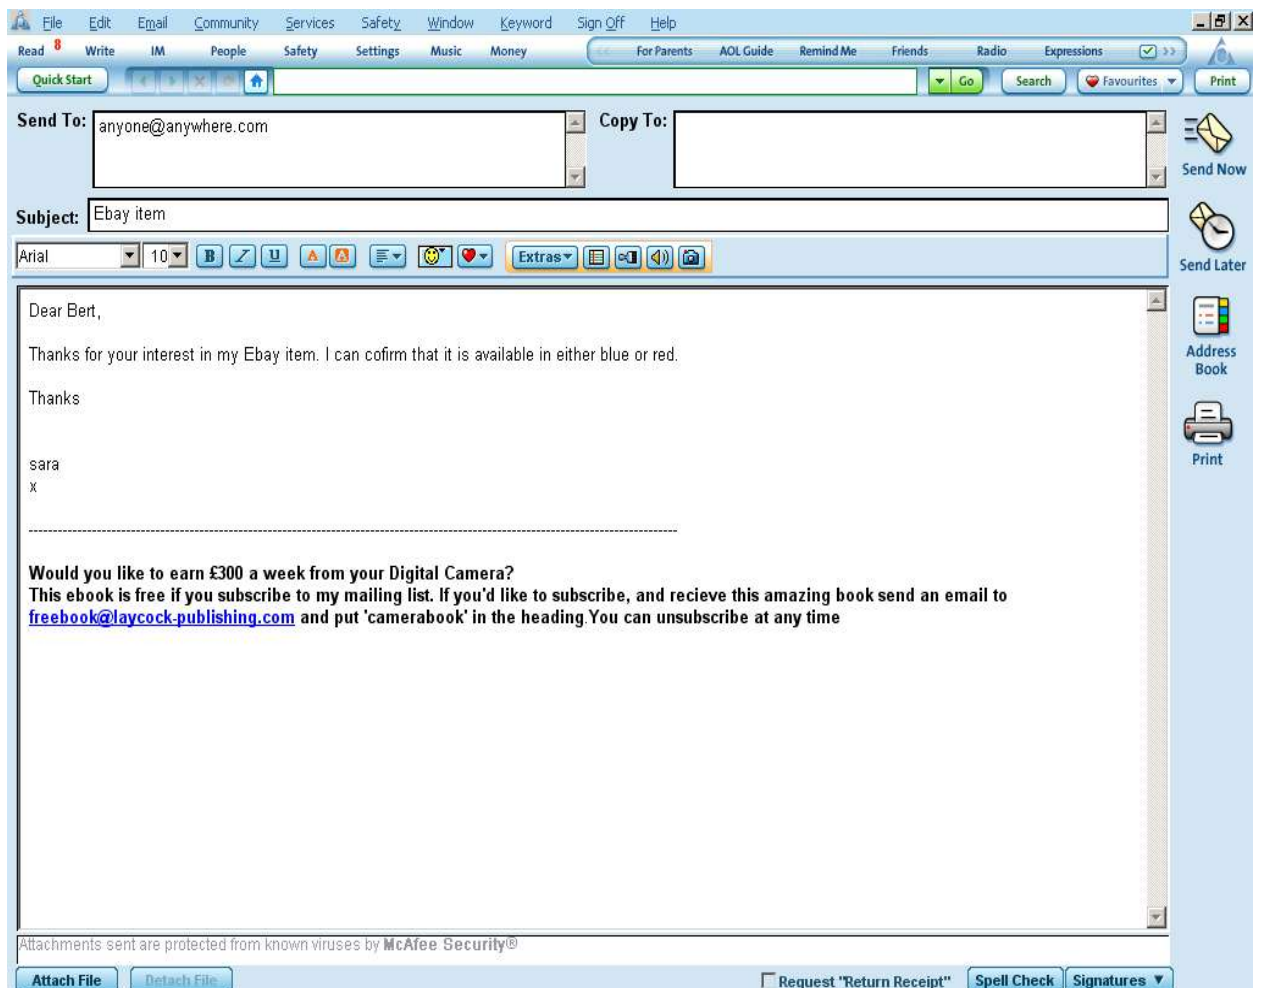 File Edit Email Community Services Safety Window Keyword Sign Off Help
Read 8 Write IM People Safety Settings Music Money For Parents AOL Guide Remind Me Friends Radio Expressions
Quick Start Go Search Favourites Print
Send To: anyone@anywhere.com Copy To:
Send Now
Subject: Ebay item
Arial 10 B I U A A Extras
Send Later
Dear Bert,
Thanks for your interest in my Ebay item. I can cofirm that it is available in either blue or red.
Address
Book
Thanks
sara
x
Print
Would you like to earn £300 a week from your Digital Camera?
This ebook is free if you subscribe to my mailing list. If you'd like to subscribe, and recieve this amazing book send an email to
freebook@laycock-publishing.com and put 'camerabook' in the heading.You can unsubscribe at any time
Attachments sent are protected from known viruses by McAfee Security®
Attach File Detach File Request "Return Receipt" Spell Check Signatures